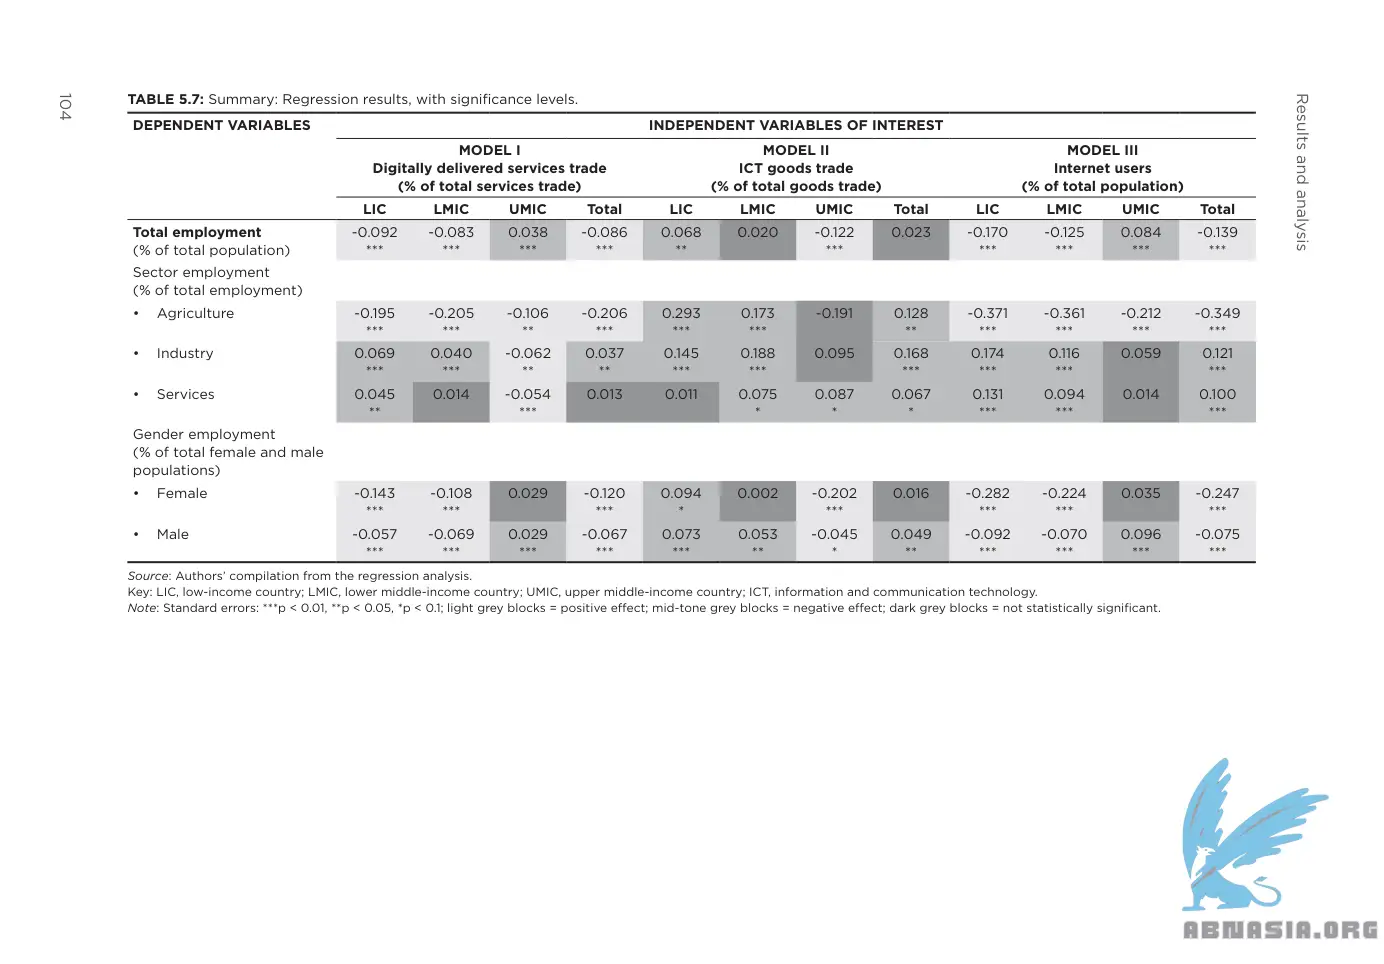 104
Results and analysis
TABLE 5.7: Summary: Regression results, with significance levels.
DEPENDENT VARIABLES INDEPENDENT VARIABLES OF INTEREST
MODEL I MODEL II MODEL III
Digitally delivered services trade ICT goods trade Internet users
(% of total services trade) (% of total goods trade) (% of total population)
LIC LMIC UMIC Total LIC LMIC UMIC Total LIC LMIC UMIC Total
Total employment -0.092 -0.083 0.038 -0.086 0.068 0.020 -0.122 0.023 -0.170 -0.125 0.084 -0.139
(% of total population) *** *** *** *** ** *** *** *** *** ***
Sector employment
(% of total employment)
• Agriculture -0.195 -0.205 -0.106 -0.206 0.293 0.173 -0.191 0.128 -0.371 -0.361 -0.212 -0.349
*** *** ** *** *** *** ** *** *** *** ***
• Industry 0.069 0.040 -0.062 0.037 0.145 0.188 0.095 0.168 0.174 0.116 0.059 0.121
*** *** ** ** *** *** *** *** *** ***
• Services 0.045 0.014 -0.054 0.013 0.011 0.075 0.087 0.067 0.131 0.094 0.014 0.100
** *** * * * *** *** ***
Gender employment
(% of total female and male
populations)
• Female -0.143 -0.108 0.029 -0.120 0.094 0.002 -0.202 0.016 -0.282 -0.224 0.035 -0.247
*** *** *** * *** *** *** ***
• Male -0.057 -0.069 0.029 -0.067 0.073 0.053 -0.045 0.049 -0.092 -0.070 0.096 -0.075
*** *** *** *** *** ** * ** *** *** *** ***
Source: Authors' compilation from the regression analysis.
Key: LIC, low-income country; LMIC, lower middle-income country; UMIC, upper middle-income country; ICT, information and communication technology.
Note: Standard errors: ***p < 0.01, **p < 0.05, *p < 0.1; light grey blocks = positive effect; mid-tone grey blocks = negative effect; dark grey blocks = not statistically significant.
ABNASIA.ORG